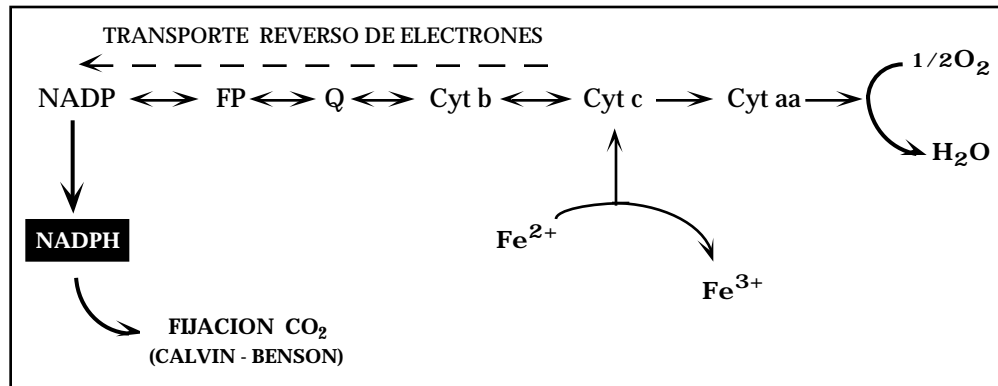 TRANSPORTE REVERSO DE ELECTRONES
1/2O₂
NADP FP Q Cyt b Cyt c Cyt aa
H₂O
NADPH
Fe²⁺
Fe³⁺
FIJACION CO₂
(CALVIN - BENSON)